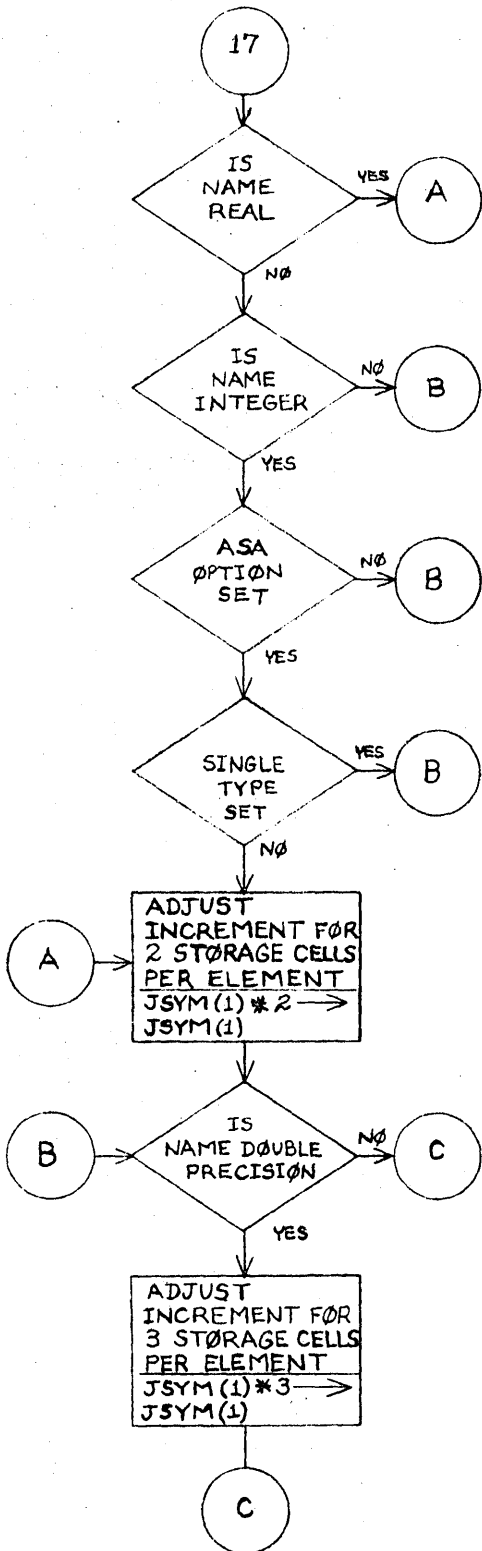 17
IS
NAME
REAL
YES
A
NØ
IS
NAME
INTEGER
NØ
B
YES
ASA
ØPTIØN
SET
NØ
B
YES
SINGLE
TYPE
SET
YES
B
NØ
A
ADJUST
INCREMENT FØR
2 STØRAGE CELLS
PER ELEMENT
JSYM(1) * 2 →
JSYM(1)
B
IS
NAME DØUBLE
PRECISIØN
NØ
C
YES
ADJUST
INCREMENT FØR
3 STØRAGE CELLS
PER ELEMENT
JSYM(1) * 3 →
JSYM(1)
C